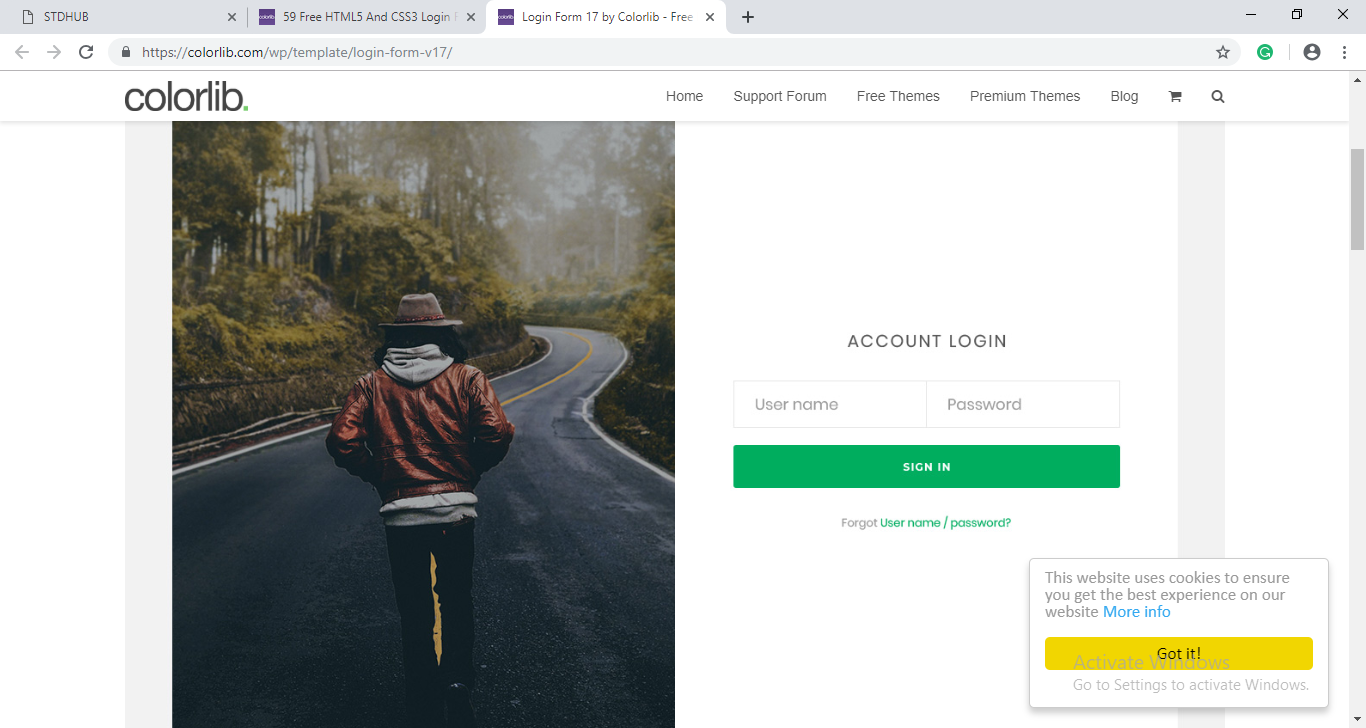 STDHUB
colorlib 59 Free HTML5 And CSS3 Login F
colorlib Login Form 17 by Colorlib - Free
https://colorlib.com/wp/template/login-form-v17/
colorlib.
Home Support Forum Free Themes Premium Themes Blog
ACCOUNT LOGIN
User name Password
SIGN IN
Forgot User name / password?
This website uses cookies to ensure
you get the best experience on our
website More info
Got it!
Activate Windows
Go to Settings to activate Windows.